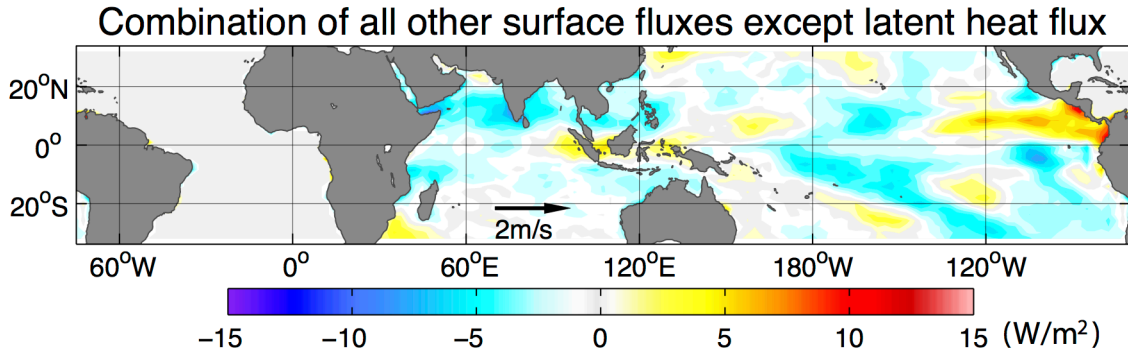 Combination of all other surface fluxes except latent heat flux
20°N
0°
20°S
2m/s
60°W 0° 60°E 120°E 180°W 120°W
−15 −10 −5 0 5 10 15 (W/m²)